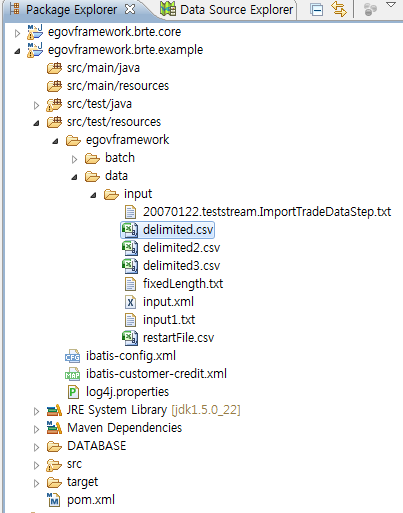 Package Explorer Data Source Explorer
egovframework.brte.core
egovframework.brte.example
src/main/java
src/main/resources
src/test/java
src/test/resources
egovframework
batch
data
input
20070122.teststream.ImportTradeDataStep.txt
delimited.csv
delimited2.csv
delimited3.csv
fixedLength.txt
input.xml
input1.txt
restartFile.csv
ibatis-config.xml
ibatis-customer-credit.xml
log4j.properties
JRE System Library [jdk1.5.0_22]
Maven Dependencies
DATABASE
src
target
pom.xml